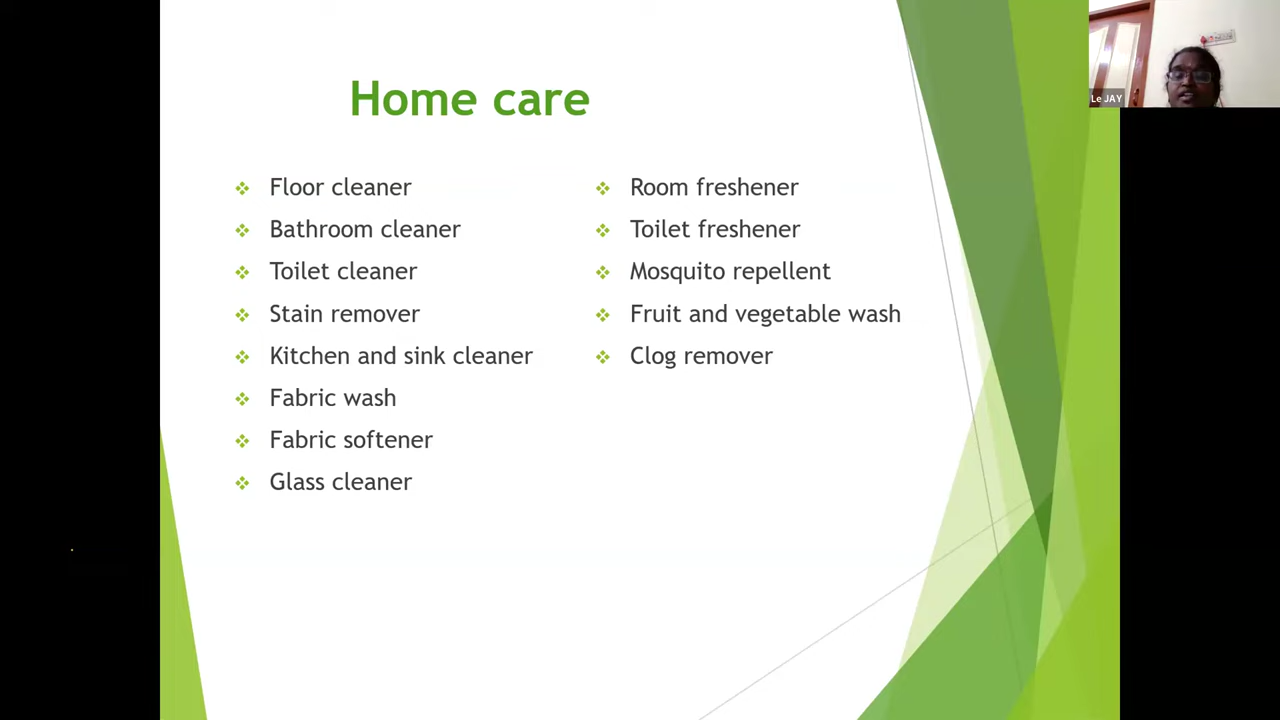 Home care
Floor cleaner
Bathroom cleaner
Toilet cleaner
Stain remover
Kitchen and sink cleaner
Fabric wash
Fabric softener
Glass cleaner
Room freshener
Toilet freshener
Mosquito repellent
Fruit and vegetable wash
Clog remover
Le JAY